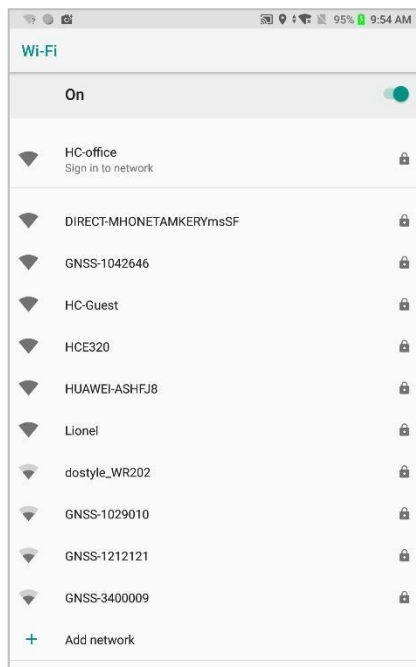 95% 9:54 AM
Wi-Fi
On
HC-office
Sign in to network
DIRECT-MHONETAMKERYmsSF
GNSS-1042646
HC-Guest
HCE320
HUAWEI-ASHFJ8
Lionel
dostyle_WR202
GNSS-1029010
GNSS-1212121
GNSS-3400009
+ Add network